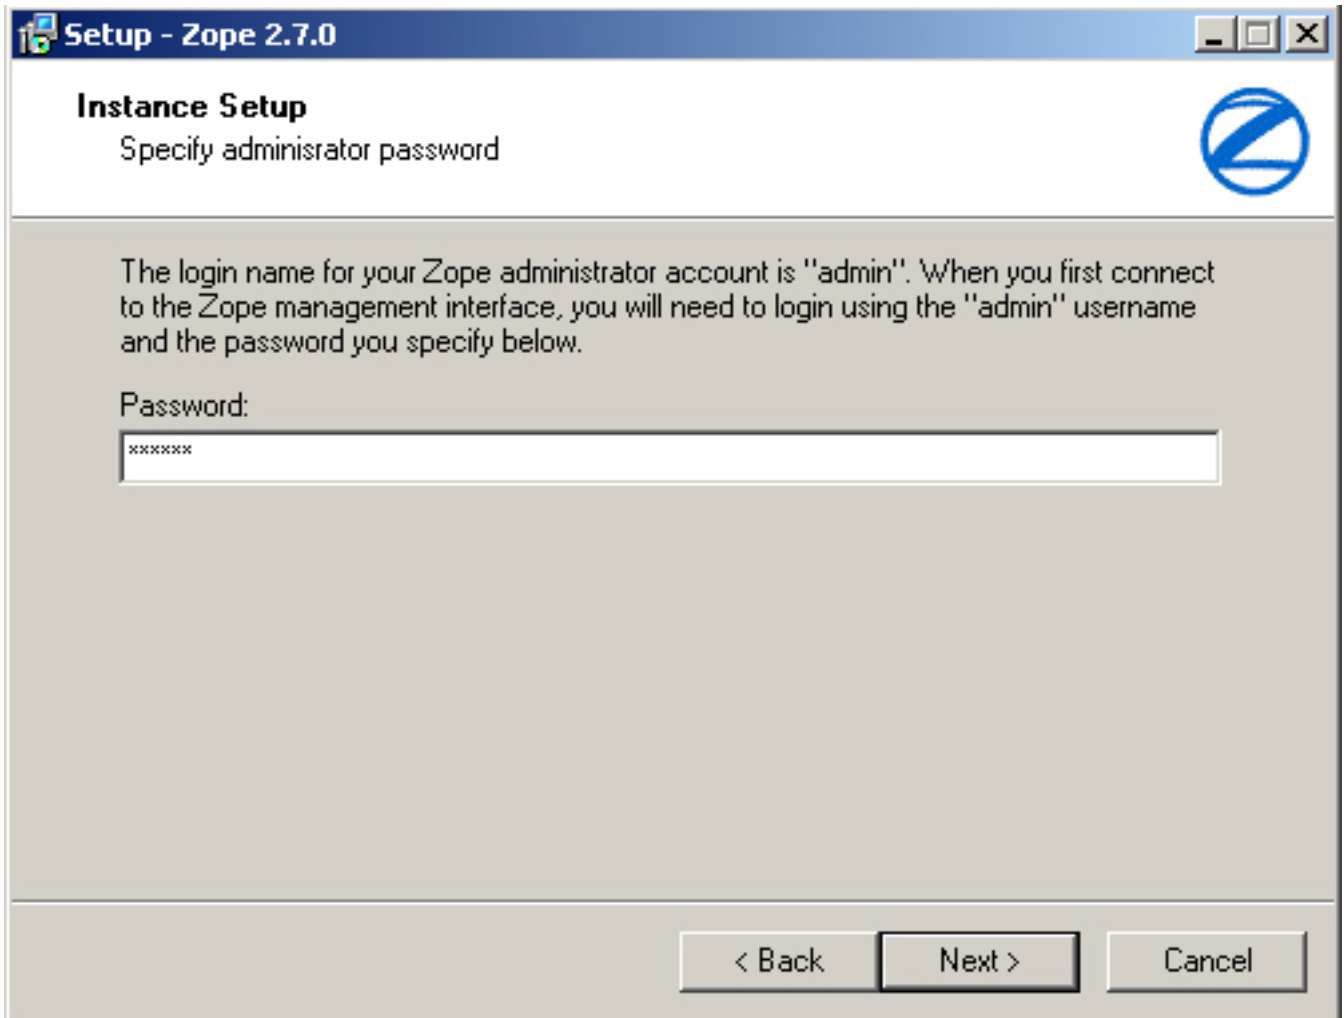 Setup - Zope 2.7.0
Instance Setup
Specify adminisrator password
The login name for your Zope administrator account is "admin". When you first connect
to the Zope management interface, you will need to login using the "admin" username
and the password you specify below.
Password:
xxxxxx
< Back
Next >
Cancel